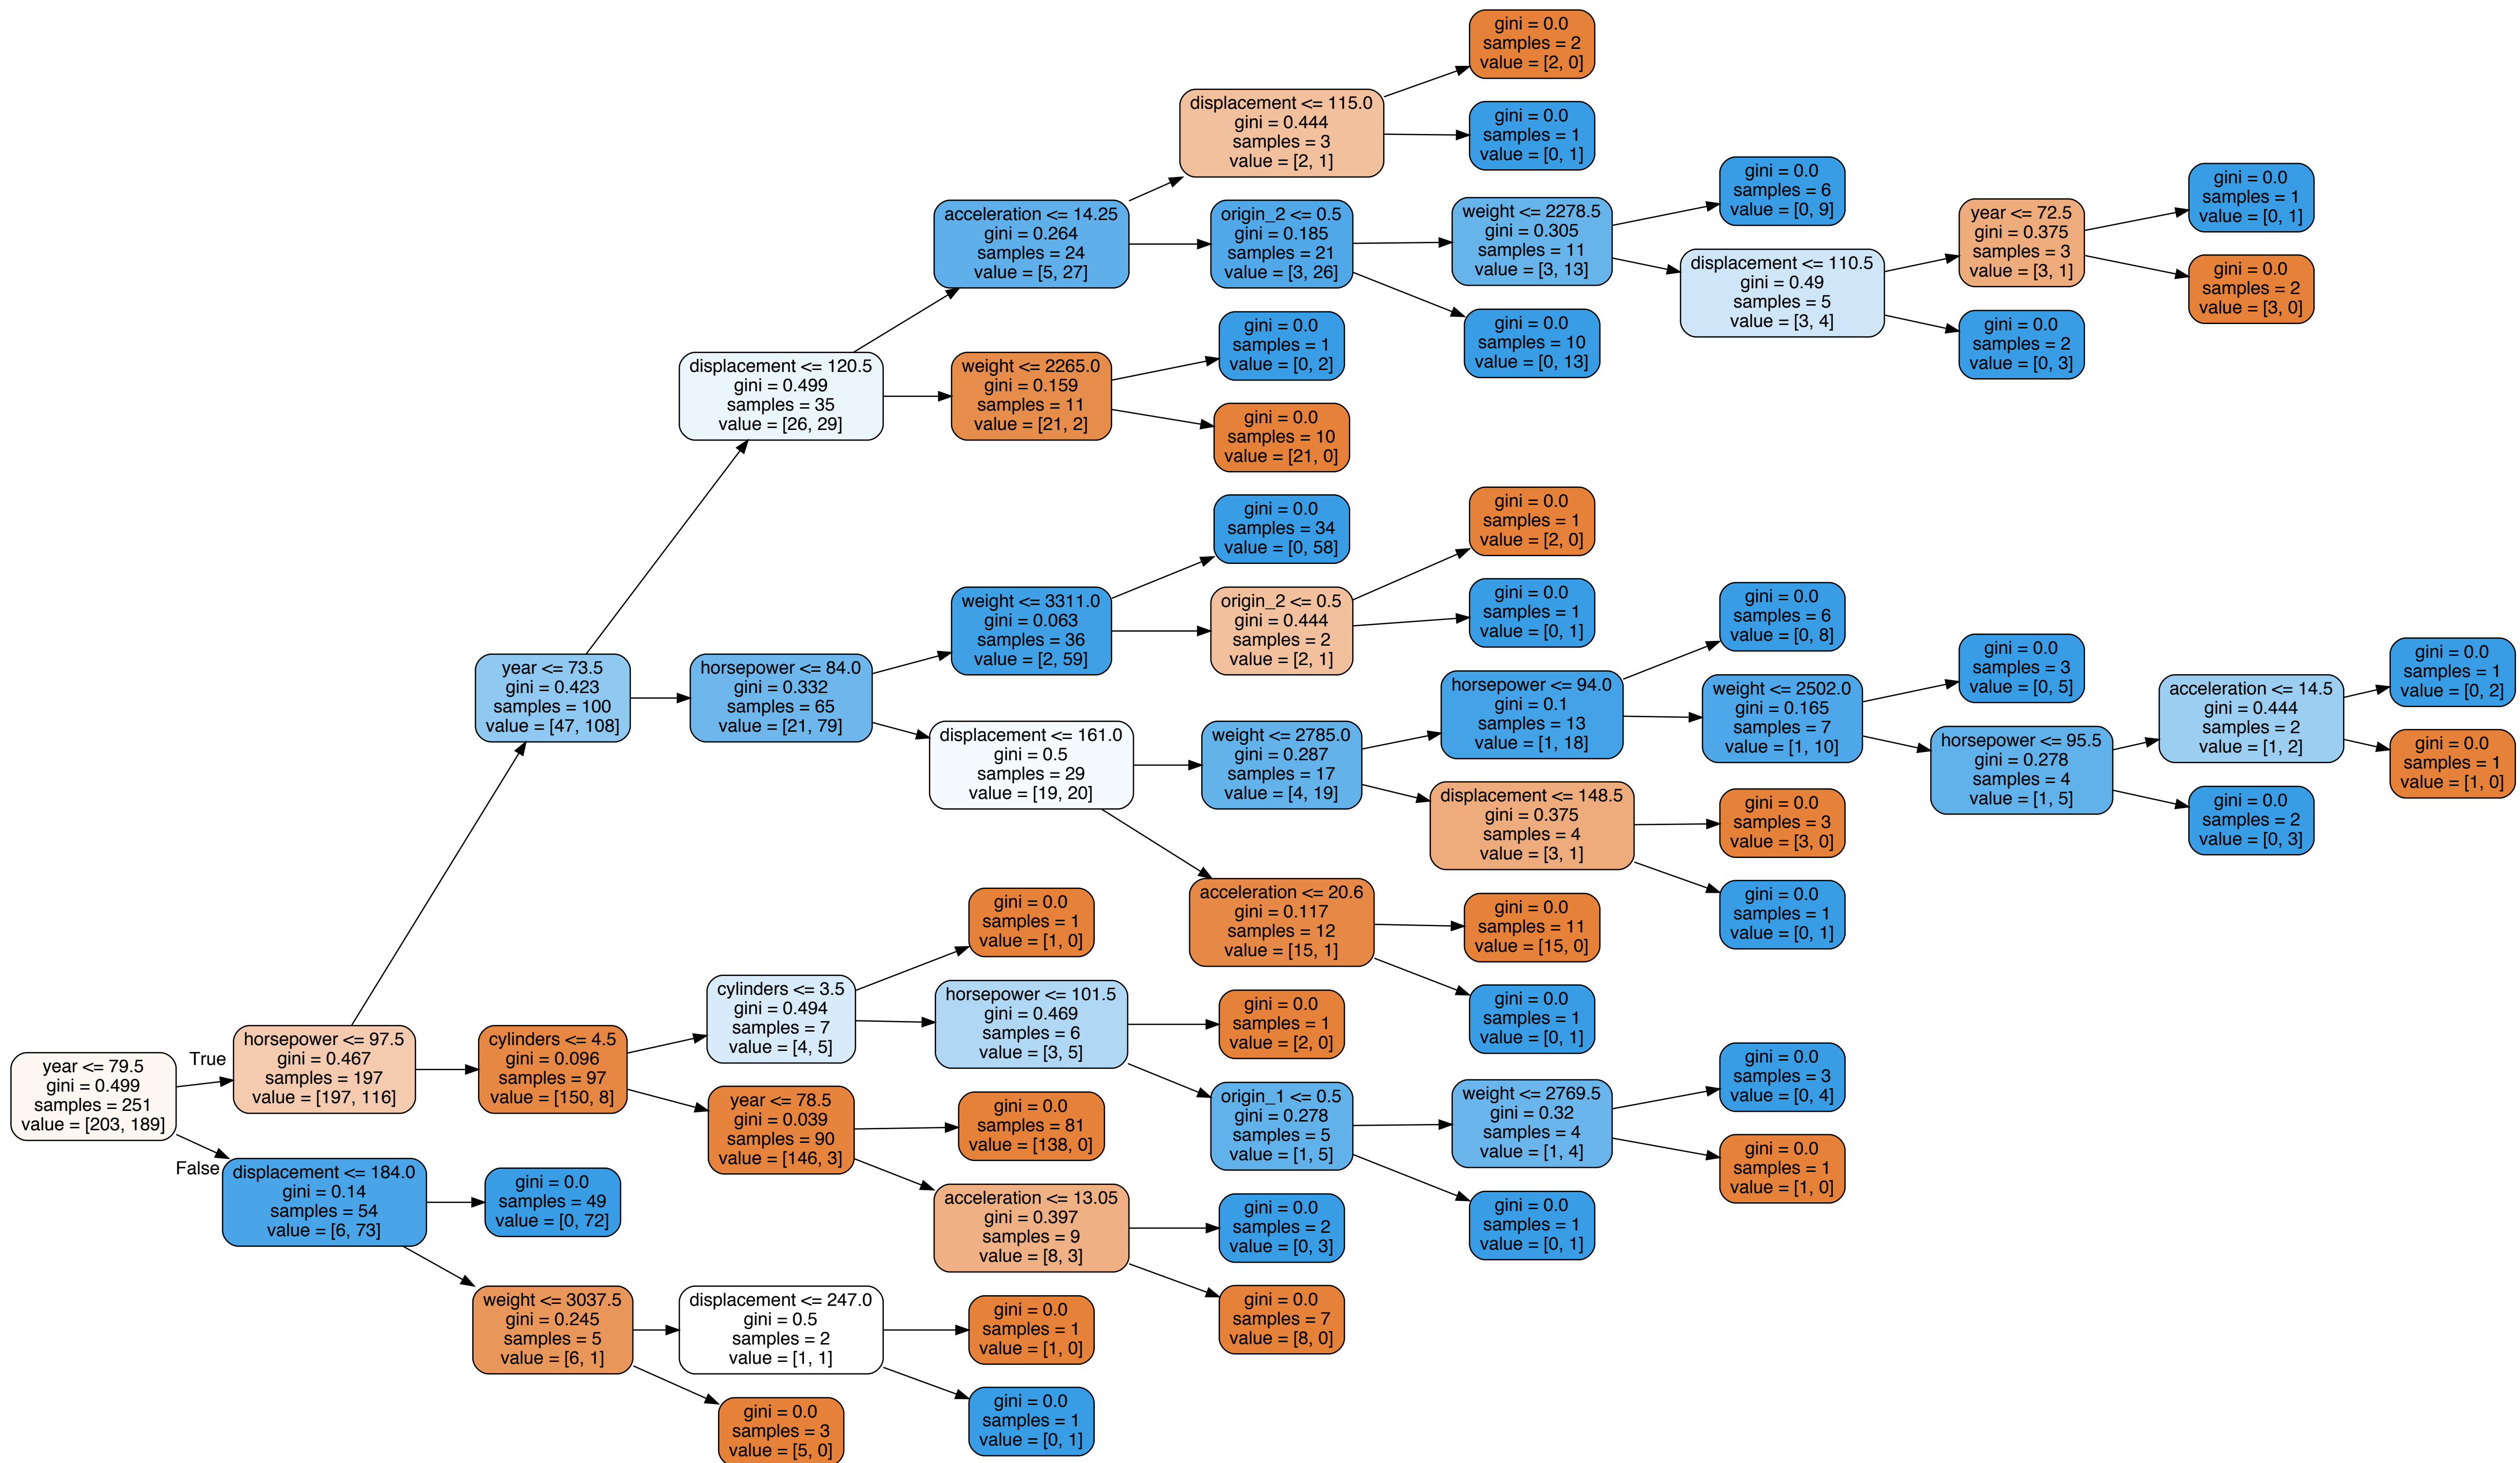 year <= 79.5
gini = 0.499
samples = 251
value = [203, 189]
True
False
horsepower <= 97.5
gini = 0.467
samples = 197
value = [197, 116]
displacement <= 184.0
gini = 0.14
samples = 54
value = [6, 73]
year <= 73.5
gini = 0.423
samples = 100
value = [47, 108]
cylinders <= 4.5
gini = 0.096
samples = 97
value = [150, 8]
gini = 0.0
samples = 49
value = [0, 72]
weight <= 3037.5
gini = 0.245
samples = 5
value = [6, 1]
displacement <= 120.5
gini = 0.499
samples = 35
value = [26, 29]
horsepower <= 84.0
gini = 0.332
samples = 65
value = [21, 79]
cylinders <= 3.5
gini = 0.494
samples = 7
value = [4, 5]
year <= 78.5
gini = 0.039
samples = 90
value = [146, 3]
displacement <= 247.0
gini = 0.5
samples = 2
value = [1, 1]
gini = 0.0
samples = 3
value = [5, 0]
acceleration <= 14.25
gini = 0.264
samples = 24
value = [5, 27]
weight <= 2265.0
gini = 0.159
samples = 11
value = [21, 2]
weight <= 3311.0
gini = 0.063
samples = 36
value = [2, 59]
displacement <= 161.0
gini = 0.5
samples = 29
value = [19, 20]
gini = 0.0
samples = 1
value = [1, 0]
horsepower <= 101.5
gini = 0.469
samples = 6
value = [3, 5]
gini = 0.0
samples = 81
value = [138, 0]
acceleration <= 13.05
gini = 0.397
samples = 9
value = [8, 3]
gini = 0.0
samples = 1
value = [1, 0]
gini = 0.0
samples = 1
value = [0, 1]
displacement <= 115.0
gini = 0.444
samples = 3
value = [2, 1]
origin_2 <= 0.5
gini = 0.185
samples = 21
value = [3, 26]
gini = 0.0
samples = 1
value = [0, 2]
gini = 0.0
samples = 10
value = [21, 0]
gini = 0.0
samples = 34
value = [0, 58]
origin_2 <= 0.5
gini = 0.444
samples = 2
value = [2, 1]
weight <= 2785.0
gini = 0.287
samples = 17
value = [4, 19]
acceleration <= 20.6
gini = 0.117
samples = 12
value = [15, 1]
gini = 0.0
samples = 1
value = [2, 0]
origin_1 <= 0.5
gini = 0.278
samples = 5
value = [1, 5]
gini = 0.0
samples = 2
value = [0, 3]
gini = 0.0
samples = 7
value = [8, 0]
gini = 0.0
samples = 2
value = [2, 0]
gini = 0.0
samples = 1
value = [0, 1]
weight <= 2278.5
gini = 0.305
samples = 11
value = [3, 13]
gini = 0.0
samples = 10
value = [0, 13]
gini = 0.0
samples = 1
value = [2, 0]
gini = 0.0
samples = 1
value = [0, 1]
horsepower <= 94.0
gini = 0.1
samples = 13
value = [1, 18]
displacement <= 148.5
gini = 0.375
samples = 4
value = [3, 1]
gini = 0.0
samples = 11
value = [15, 0]
gini = 0.0
samples = 1
value = [0, 1]
weight <= 2769.5
gini = 0.32
samples = 4
value = [1, 4]
gini = 0.0
samples = 1
value = [0, 1]
gini = 0.0
samples = 6
value = [0, 9]
displacement <= 110.5
gini = 0.49
samples = 5
value = [3, 4]
gini = 0.0
samples = 6
value = [0, 8]
weight <= 2502.0
gini = 0.165
samples = 7
value = [1, 10]
gini = 0.0
samples = 3
value = [3, 0]
gini = 0.0
samples = 1
value = [0, 1]
gini = 0.0
samples = 3
value = [0, 4]
gini = 0.0
samples = 1
value = [1, 0]
year <= 72.5
gini = 0.375
samples = 3
value = [3, 1]
gini = 0.0
samples = 2
value = [0, 3]
gini = 0.0
samples = 3
value = [0, 5]
horsepower <= 95.5
gini = 0.278
samples = 4
value = [1, 5]
gini = 0.0
samples = 1
value = [0, 1]
gini = 0.0
samples = 2
value = [3, 0]
acceleration <= 14.5
gini = 0.444
samples = 2
value = [1, 2]
gini = 0.0
samples = 2
value = [0, 3]
gini = 0.0
samples = 1
value = [0, 2]
gini = 0.0
samples = 1
value = [1, 0]